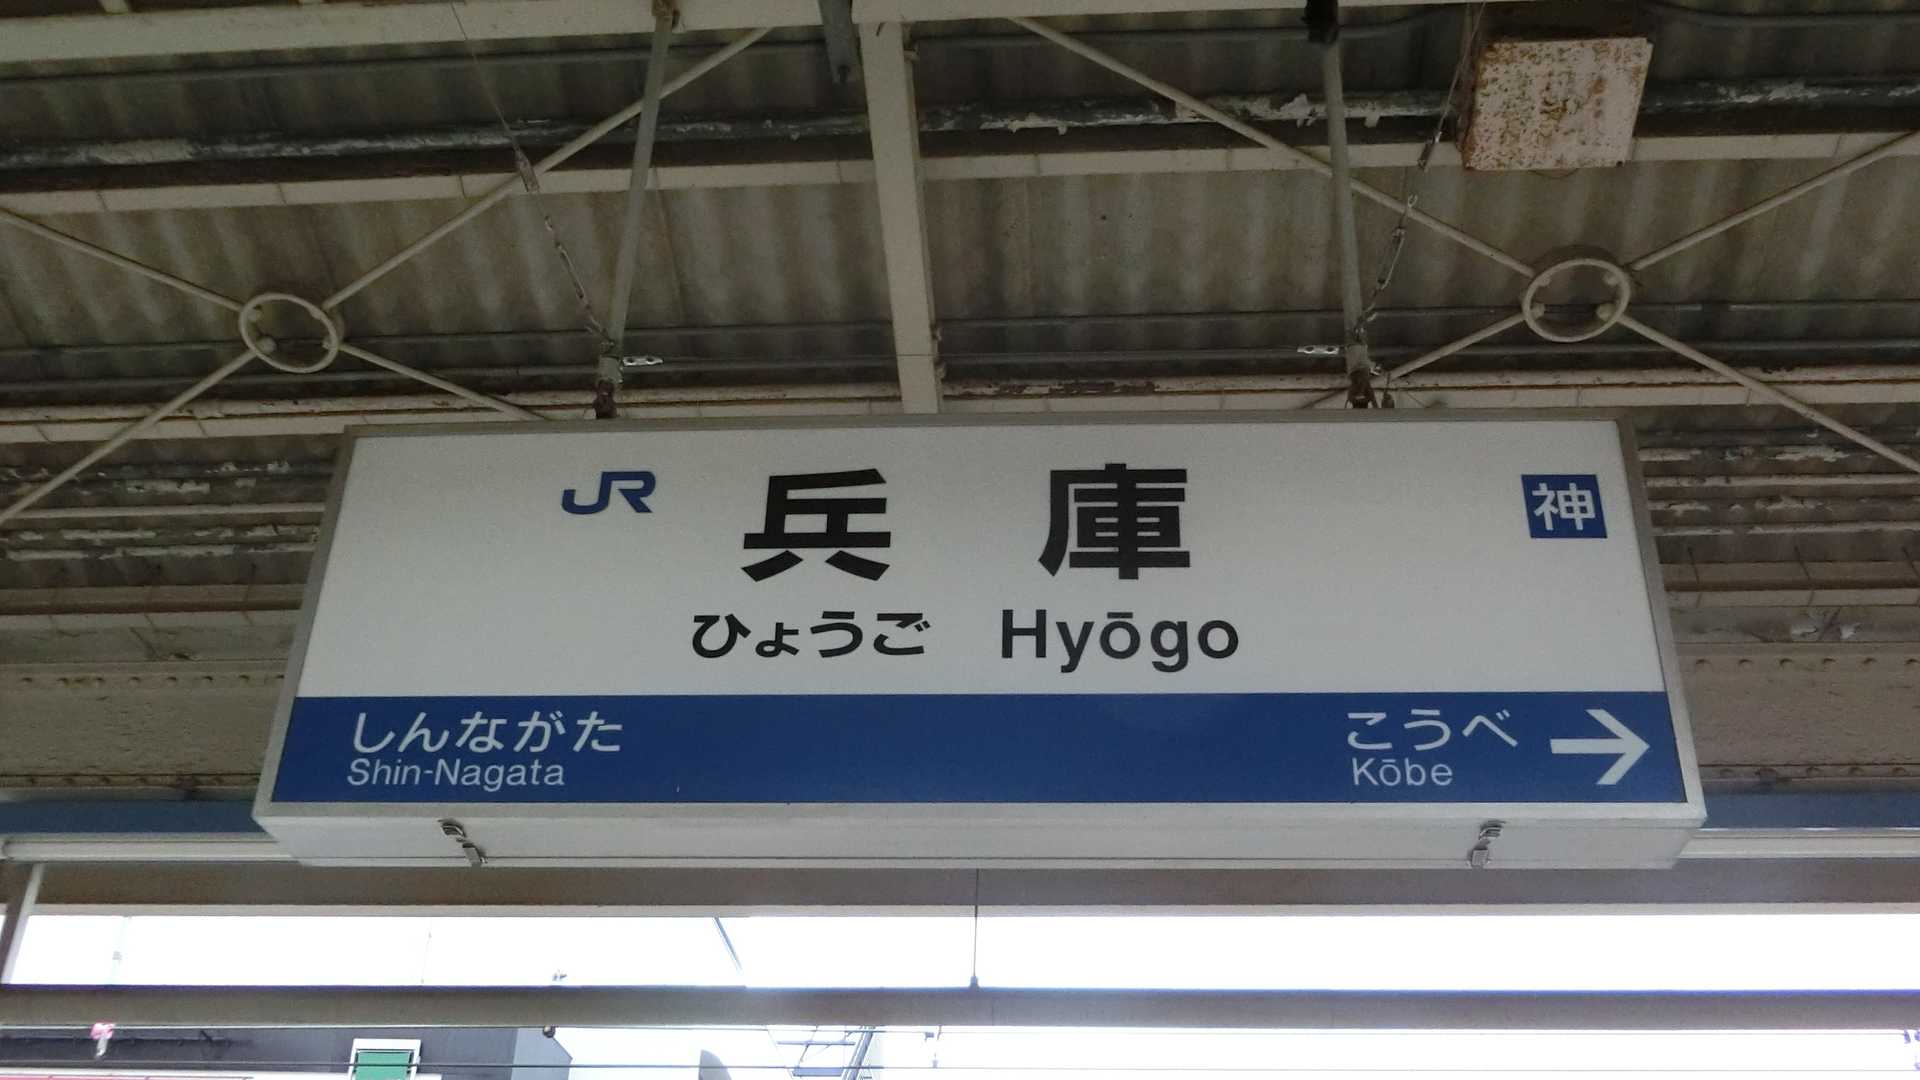 JR 兵庫 神
ひょうご Hyōgo
しんながた こうべ →
Shin-Nagata Kōbe